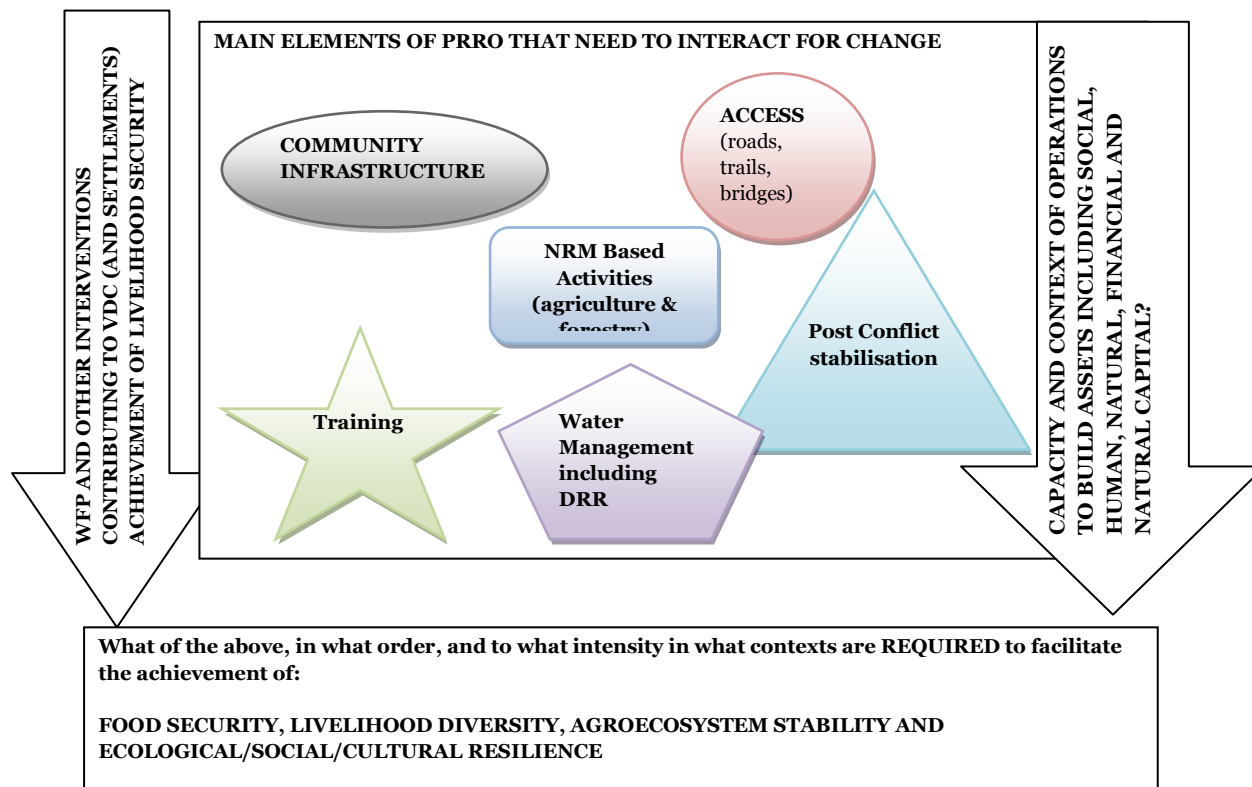 MAIN ELEMENTS OF PRRO THAT NEED TO INTERACT FOR CHANGE
WFP AND OTHER INTERVENTIONS
CONTRIBUTING TO VDC (AND SETTLEMENTS)
ACHIEVEMENT OF LIVELIHOOD SECURITY
COMMUNITY
INFRASTRUCTURE
ACCESS
(roads,
trails,
bridges)
NRM Based
Activities
(agriculture &
forestry)
Post Conflict
stabilisation
Training
Water
Management
including
DRR
CAPACITY AND CONTEXT OF OPERATIONS
TO BUILD ASSETS INCLUDING SOCIAL,
HUMAN, NATURAL, FINANCIAL AND
NATURAL CAPITAL?
What of the above, in what order, and to what intensity in what contexts are REQUIRED to facilitate
the achievement of:
FOOD SECURITY, LIVELIHOOD DIVERSITY, AGROECOSYSTEM STABILITY AND
ECOLOGICAL/SOCIAL/CULTURAL RESILIENCE